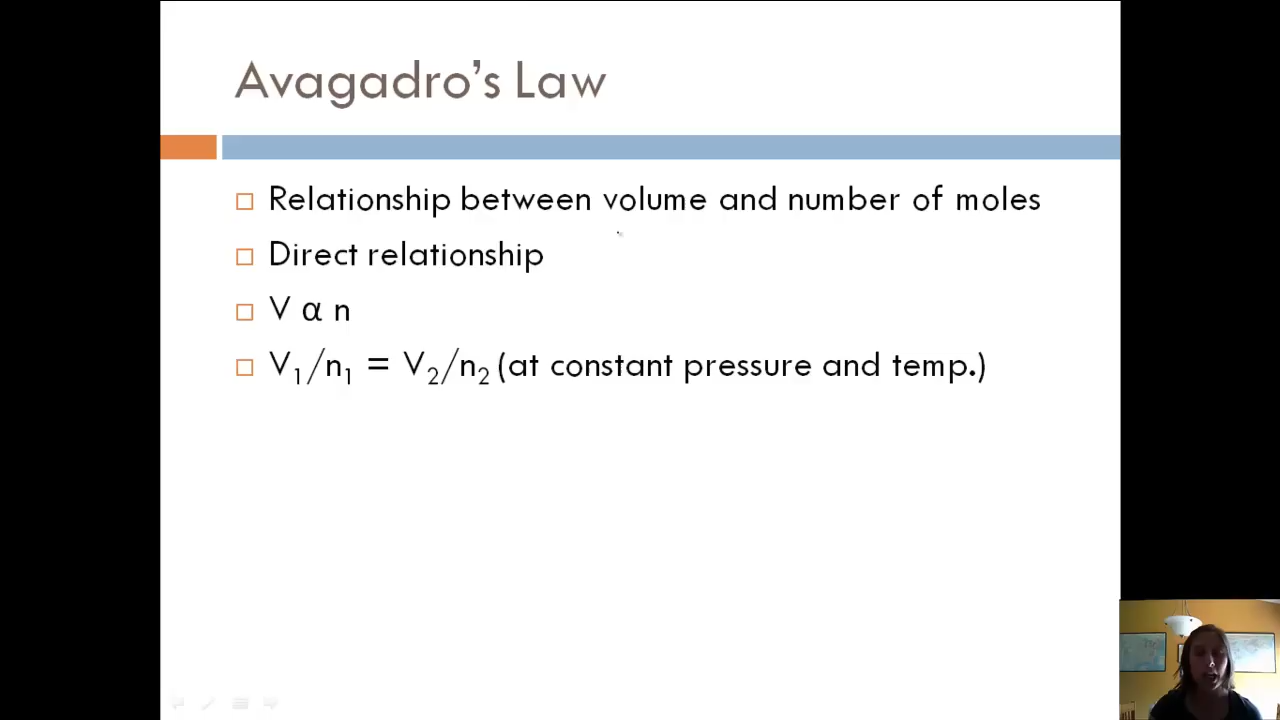 Avagadro's Law
Relationship between volume and number of moles
Direct relationship
V α n
V₁/n₁ = V₂/n₂ (at constant pressure and temp.)